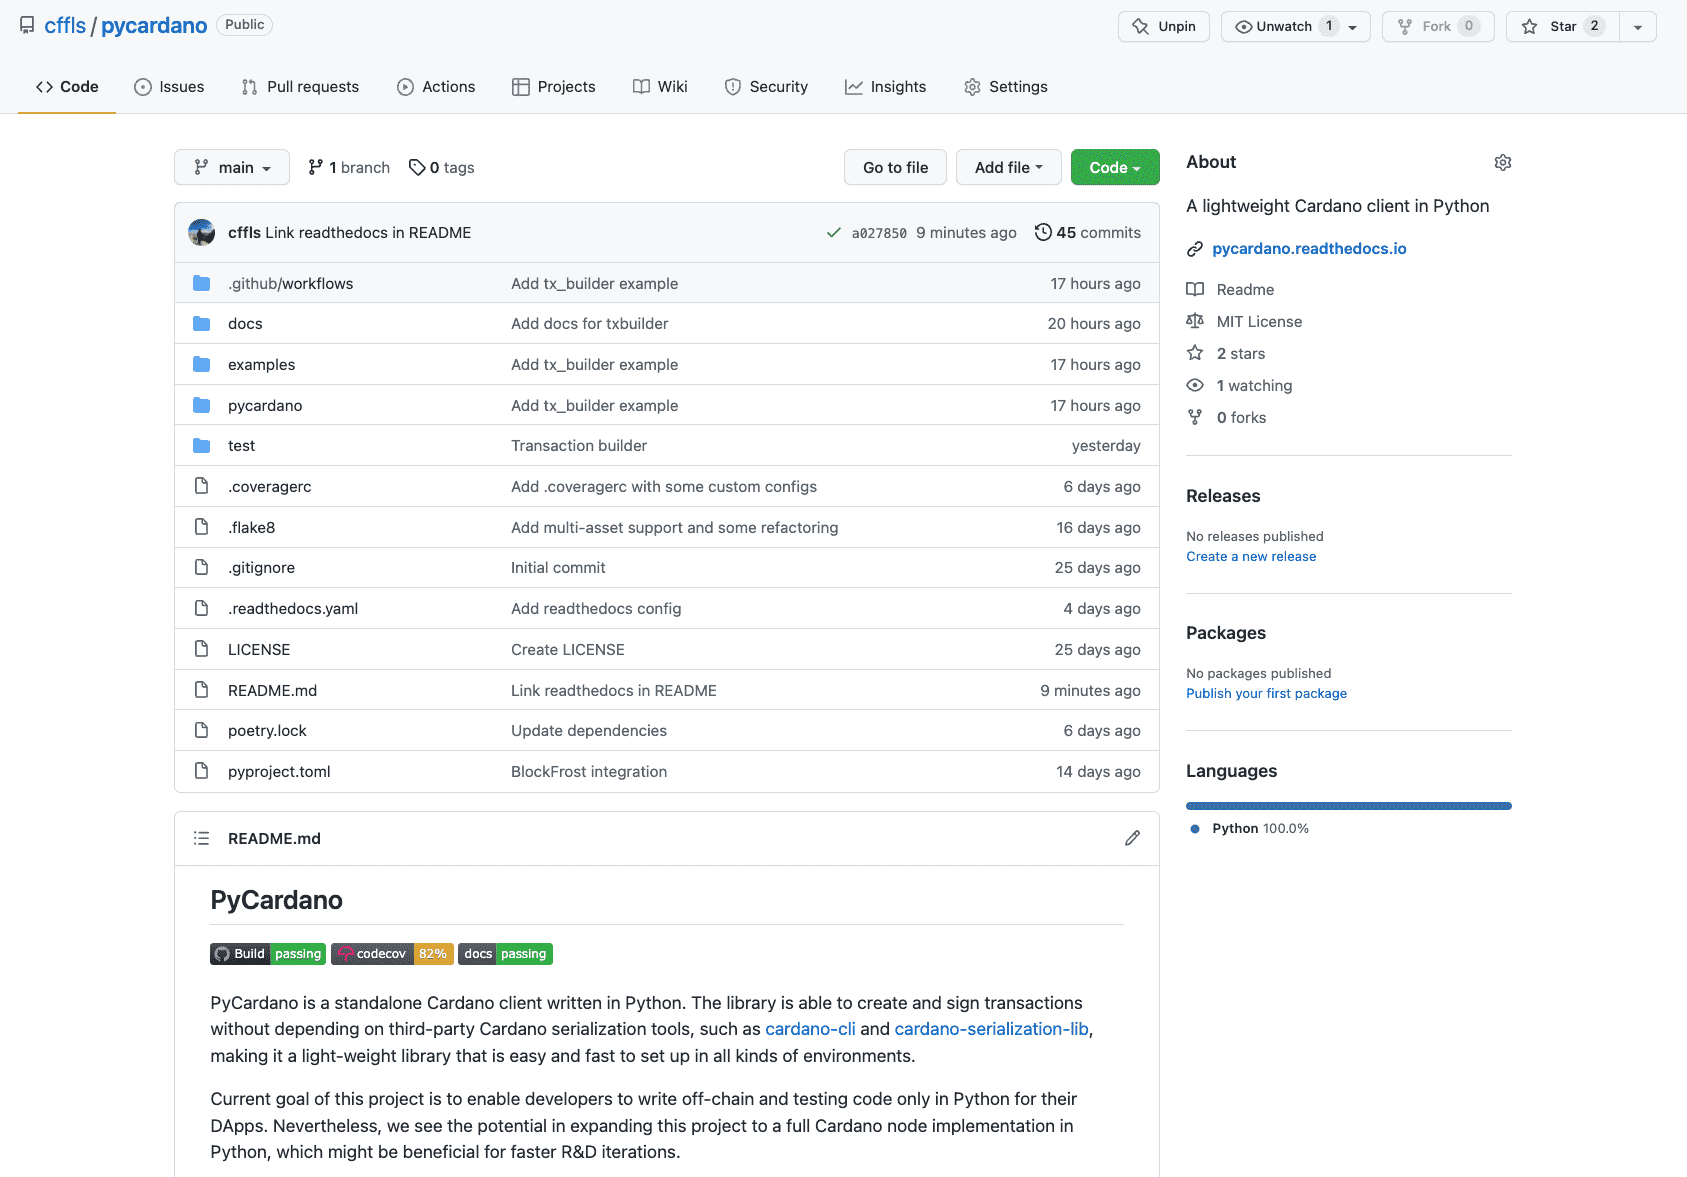 cffls / pycardano Public
Unpin Unwatch 1 Fork 0 Star 2
Code Issues Pull requests Actions Projects Wiki Security Insights Settings
main 1 branch 0 tags Go to file Add file Code
cffls Link readthedocs in README a027850 9 minutes ago 45 commits
.github/workflows Add tx_builder example 17 hours ago
docs Add docs for txbuilder 20 hours ago
examples Add tx_builder example 17 hours ago
pycardano Add tx_builder example 17 hours ago
test Transaction builder yesterday
.coveragerc Add .coveragerc with some custom configs 6 days ago
.flake8 Add multi-asset support and some refactoring 16 days ago
.gitignore Initial commit 25 days ago
.readthedocs.yaml Add readthedocs config 4 days ago
LICENSE Create LICENSE 25 days ago
README.md Link readthedocs in README 9 minutes ago
poetry.lock Update dependencies 6 days ago
pyproject.toml BlockFrost integration 14 days ago
README.md
PyCardano
Build passing codecov 82% docs passing
PyCardano is a standalone Cardano client written in Python. The library is able to create and sign transactions
without depending on third-party Cardano serialization tools, such as cardano-cli and cardano-serialization-lib,
making it a light-weight library that is easy and fast to set up in all kinds of environments.
Current goal of this project is to enable developers to write off-chain and testing code only in Python for their
DApps. Nevertheless, we see the potential in expanding this project to a full Cardano node implementation in
Python, which might be beneficial for faster R&D iterations.
About
A lightweight Cardano client in Python
pycardano.readthedocs.io
Readme
MIT License
2 stars
1 watching
0 forks
Releases
No releases published
Create a new release
Packages
No packages published
Publish your first package
Languages
Python 100.0%